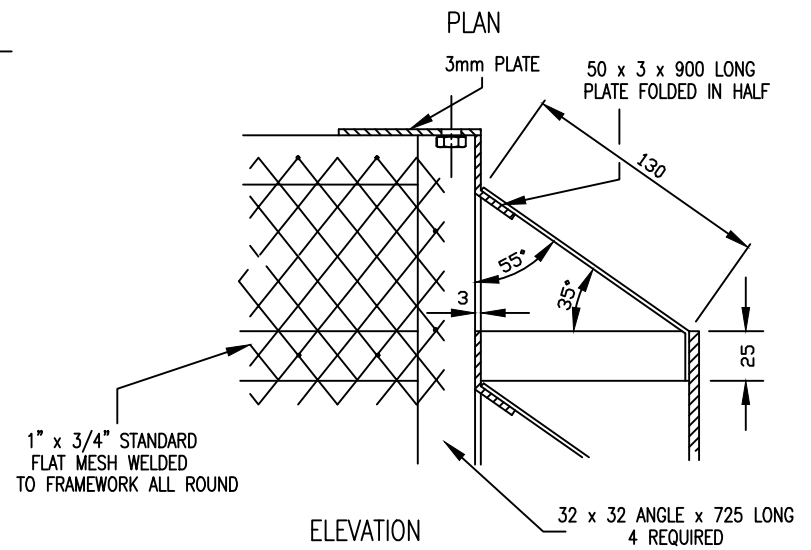 PLAN
3mm PLATE
50 x 3 x 900 LONG
PLATE FOLDED IN HALF
130
55°
35°
3
25
1" x 3/4" STANDARD
FLAT MESH WELDED
TO FRAMEWORK ALL ROUND
32 x 32 ANGLE x 725 LONG
4 REQUIRED
ELEVATION